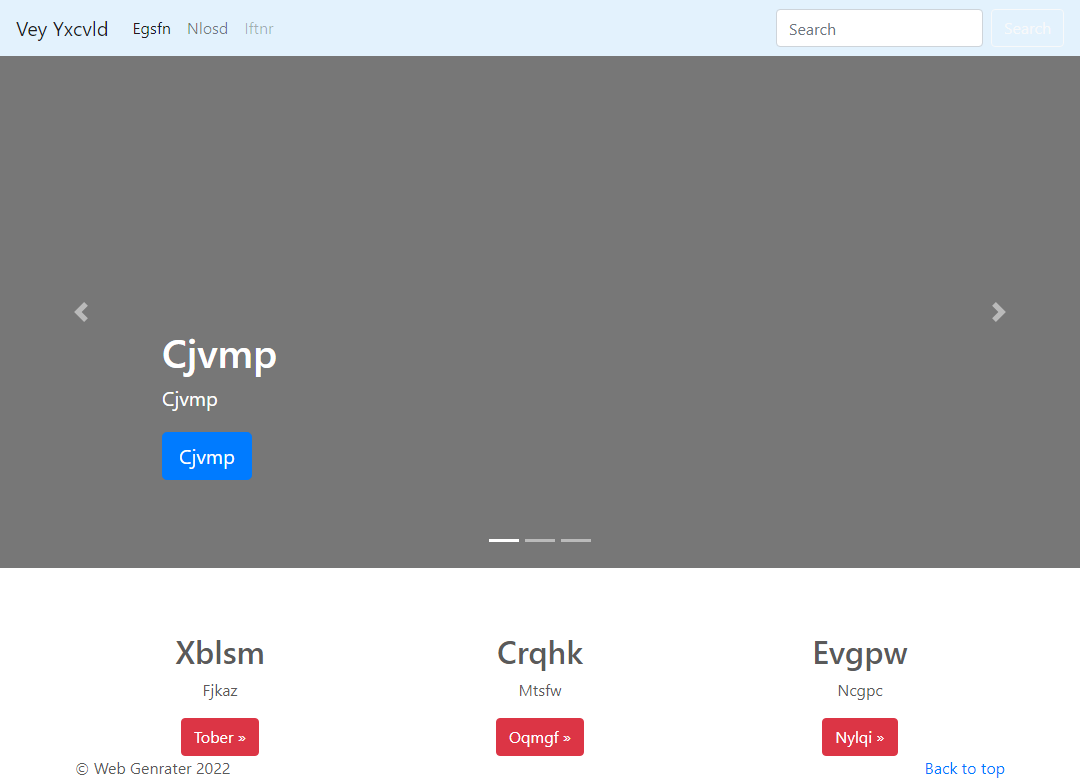 Vey Yxcvld Egsfn Nlosd Iftnr Search Search
Cjvmp
Cjvmp
Cjvmp
Xblsm Crqhk Evgpw
Fjkaz Mtsfw Ncgpc
Tober » Oqmgf » Nylqi »
© Web Genrater 2022 Back to top